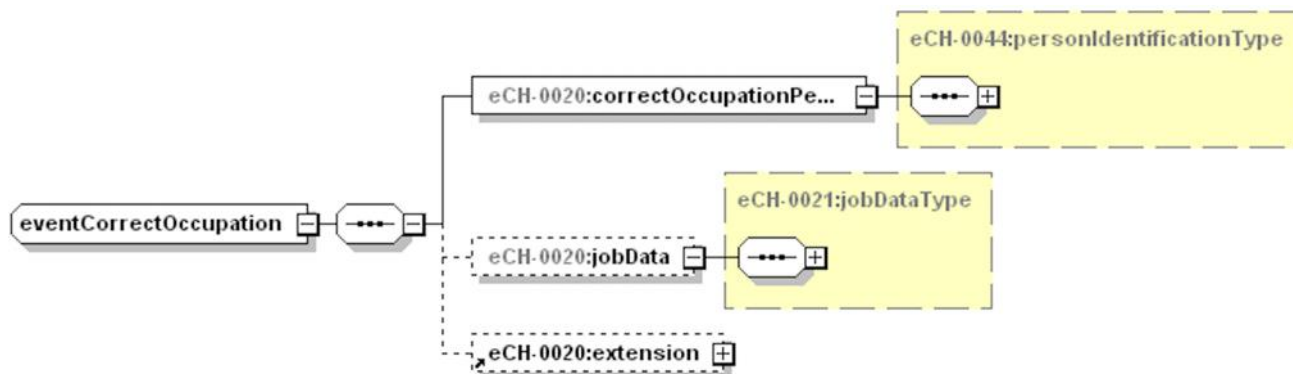 eCH-0044:personIdentificationType
eCH-0020:correctOccupationPe...
eCH-0021:jobDataType
eventCorrectOccupation
eCH-0020:jobData
eCH-0020:extension